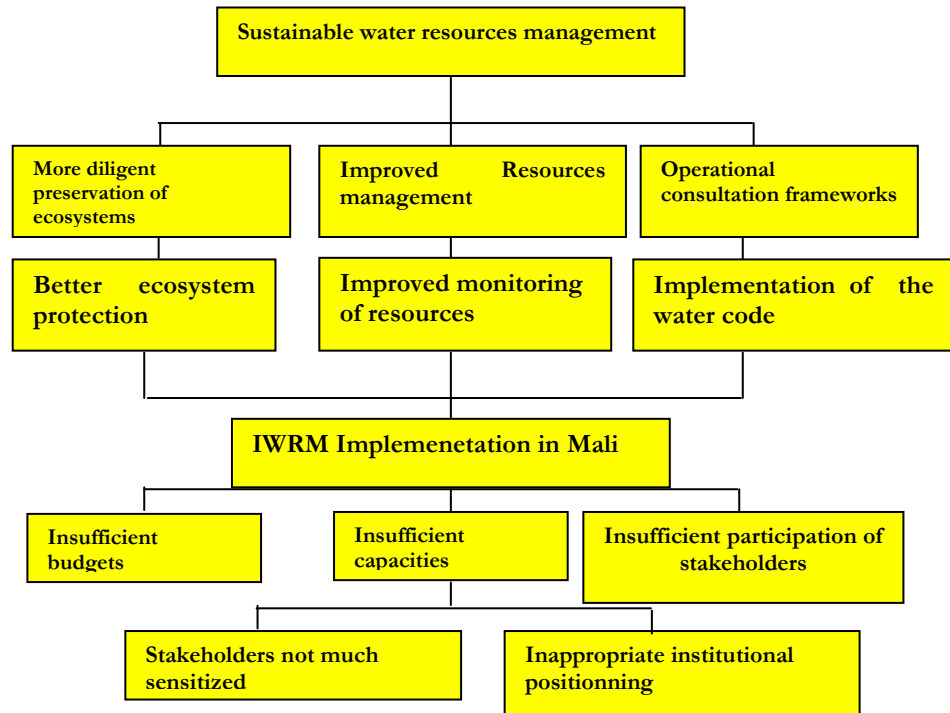 Sustainable water resources management
More diligent
preservation of
ecosystems
Improved Resources
management
Operational
consultation frameworks
Better ecosystem
protection
Improved monitoring
of resources
Implementation of the
water code
IWRM Implemenetation in Mali
Insufficient
budgets
Insufficient
capacities
Insufficient participation of
stakeholders
Stakeholders not much
sensitized
Inappropriate institutional
positionning